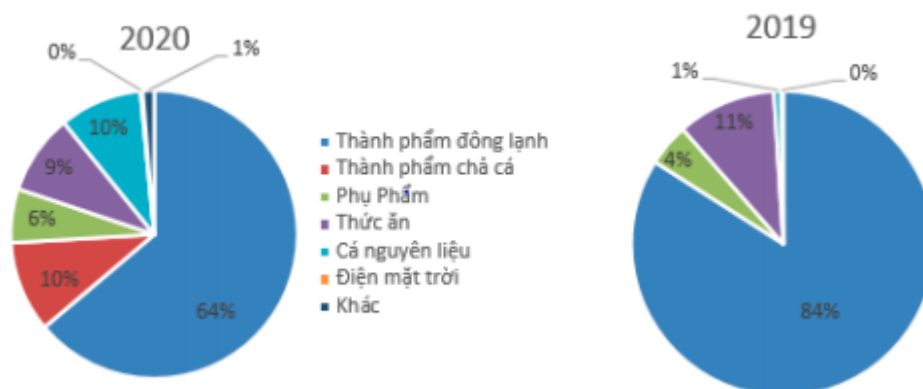 2020
0%
1%
10%
9%
6%
10%
64%
Thành phẩm đông lạnh
Thành phẩm chả cá
Phụ Phẩm
Thức ăn
Cá nguyên liệu
Điện mặt trời
Khác
2019
1%
0%
11%
4%
84%